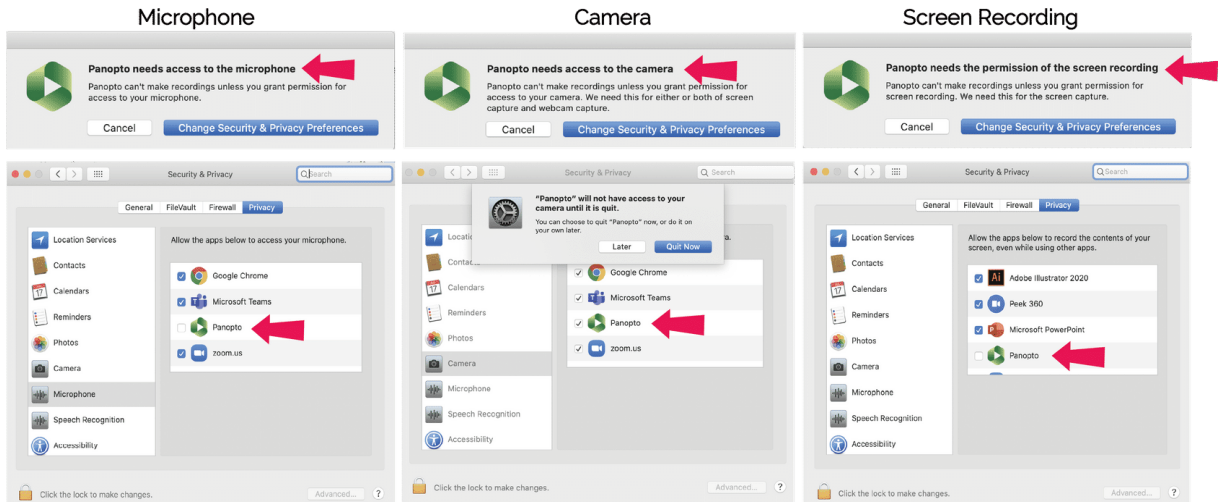 Microphone
Panopto needs access to the microphone
Panopto can't make recordings unless you grant permission for
access to your microphone.
Cancel
Change Security & Privacy Preferences
Security & Privacy
Search
General
FileVault
Firewall
Privacy
Location Services
Contacts
Calendars
17
Reminders
Photos
Camera
Microphone
Speech Recognition
Accessibility
Allow the apps below to access your microphone.
Google Chrome
Microsoft Teams
Panopto
zoom.us
Click the lock to make changes.
Advanced...
?
Camera
Panopto needs access to the camera
Panopto can't make recordings unless you grant permission for
access to your camera. We need this for either or both of screen
capture and webcam capture.
Cancel
Change Security & Privacy Preferences
Security & Privacy
Search
"Panopto" will not have access to your
camera until it is quit.
You can choose to quit "Panopto" now, or do it on
your own later.
Later
Quit Now
Calendars
17
Reminders
Photos
Camera
Microphone
Speech Recognition
Accessibility
Google Chrome
Microsoft Teams
Panopto
zoom.us
Click the lock to make changes.
Advanced...
?
Screen Recording
Panopto needs the permission of the screen recording
Panopto can't make recordings unless you grant permission for
screen recording. We need this for the screen capture.
Cancel
Change Security & Privacy Preferences
Security & Privacy
Search
General
FileVault
Firewall
Privacy
Location Services
Contacts
Calendars
17
Reminders
Photos
Camera
Microphone
Speech Recognition
Accessibility
Allow the apps below to record the contents of your
screen, even while using other apps.
Ai
Adobe Illustrator 2020
Peek 360
Microsoft PowerPoint
Panopto
Click the lock to make changes.
Advanced...
?